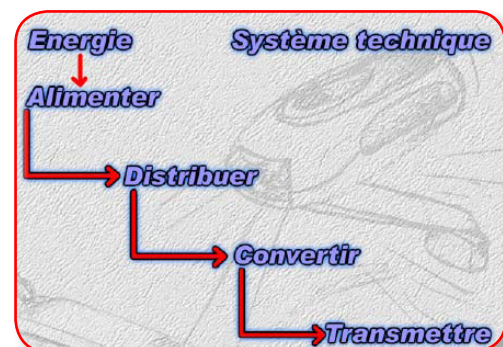 Energie
Système technique
Alimenter
Distribuer
Convertir
Transmettre